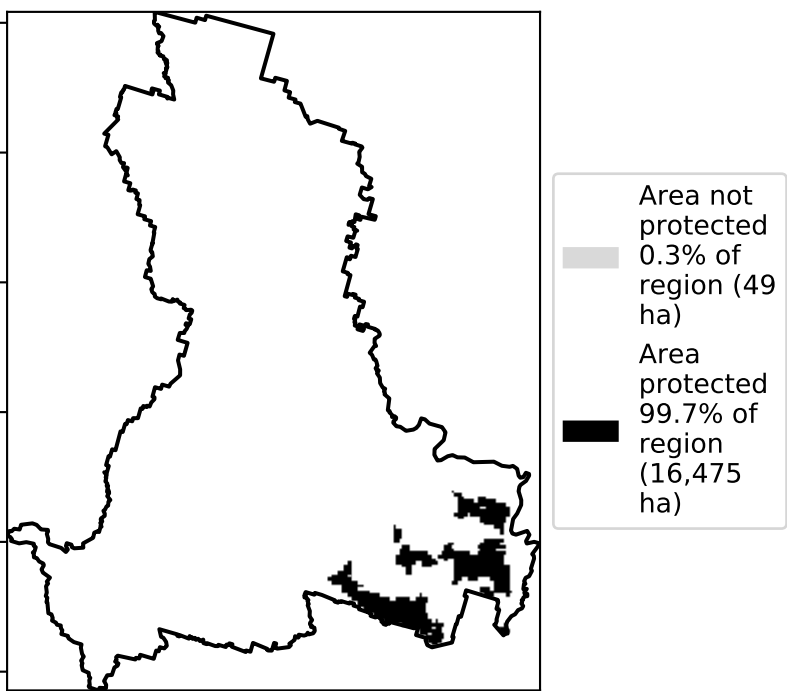 Area not
protected
0.3% of
region (49
ha)
Area
protected
99.7% of
region
(16,475
ha)